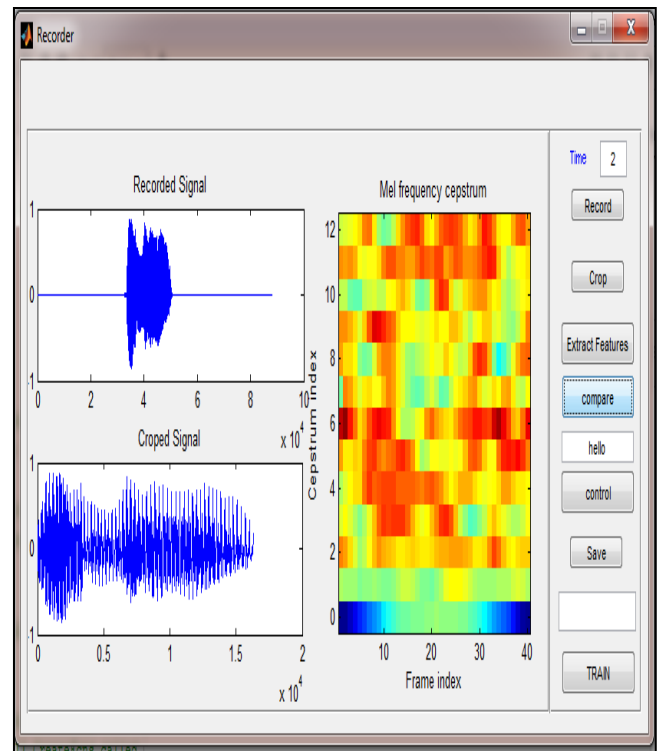 Recorder
Recorded Signal
1
0
-1
0 2 4 6 8 10
x 10^4
Croped Signal
1
0
-1
0 0.5 1 1.5 2
x 10^4
Mel frequency cepstrum
Cepstrum Index
12
10
8
6
4
2
0
10 20 30 40
Frame index
Time 2
Record
Crop
Extract Features
compare
hello
control
Save
TRAIN